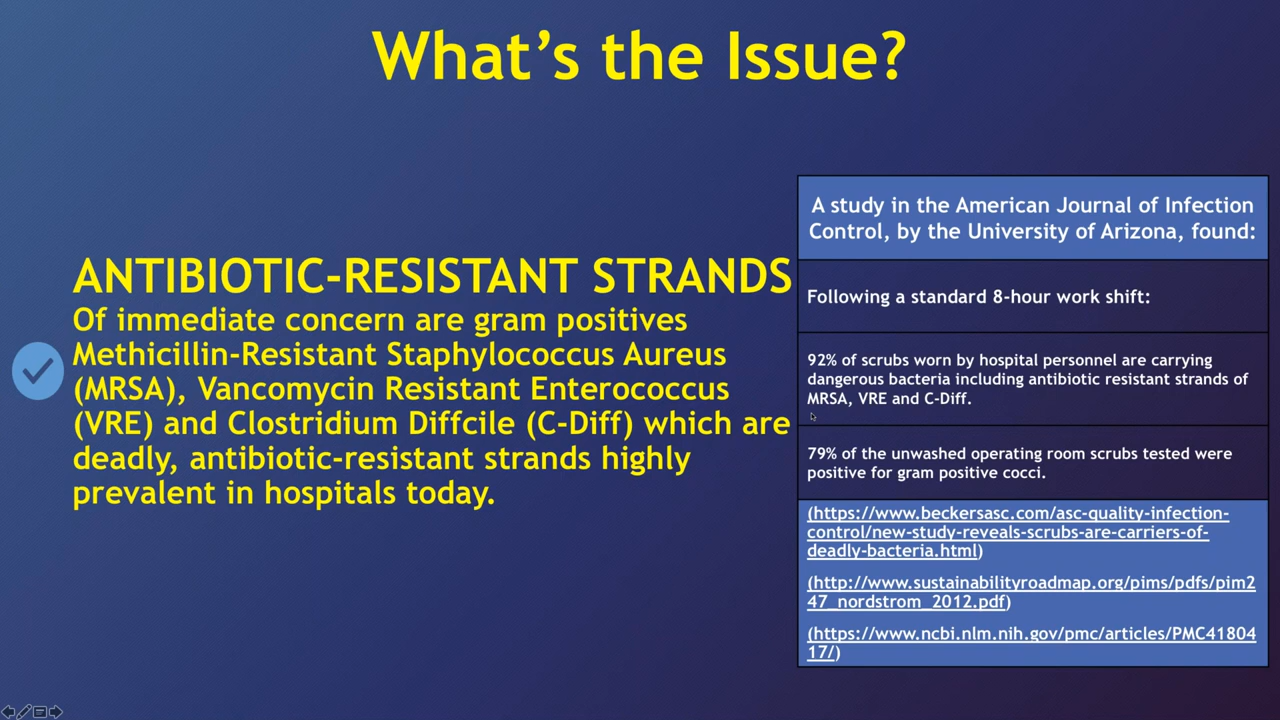 What's the Issue?
ANTIBIOTIC-RESISTANT STRANDS
Of immediate concern are gram positives
Methicillin-Resistant Staphylococcus Aureus
(MRSA), Vancomycin Resistant Enterococcus
(VRE) and Clostridium Diffcile (C-Diff) which are
deadly, antibiotic-resistant strands highly
prevalent in hospitals today.
A study in the American Journal of Infection
Control, by the University of Arizona, found:
Following a standard 8-hour work shift:
92% of scrubs worn by hospital personnel are carrying
dangerous bacteria including antibiotic resistant strands of
MRSA, VRE and C-Diff.
79% of the unwashed operating room scrubs tested were
positive for gram positive cocci.
(https://www.beckersasc.com/asc-quality-infection-
control/new-study-reveals-scrubs-are-carriers-of-
deadly-bacteria.html)
(http://www.sustainabilityroadmap.org/pims/pdfs/pim2
47_nordstrom_2012.pdf)
(https://www.ncbi.nlm.nih.gov/pmc/articles/PMC41804
17/)